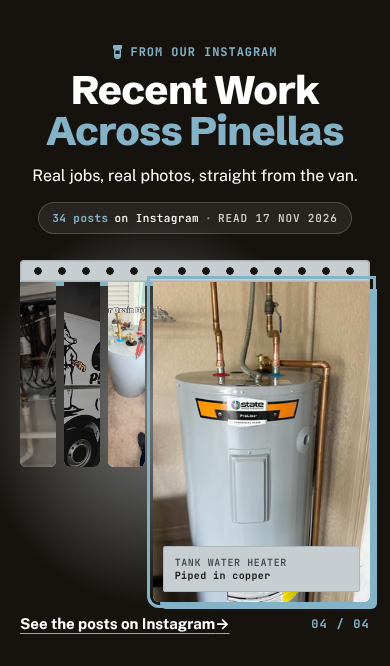 FROM OUR INSTAGRAM
Recent Work
Across Pinellas
Real jobs, real photos, straight from the van.
34 posts on Instagram · READ 17 NOV 2026
state
ProLine
TANK WATER HEATER
Piped in copper
See the posts on Instagram→
04 / 04